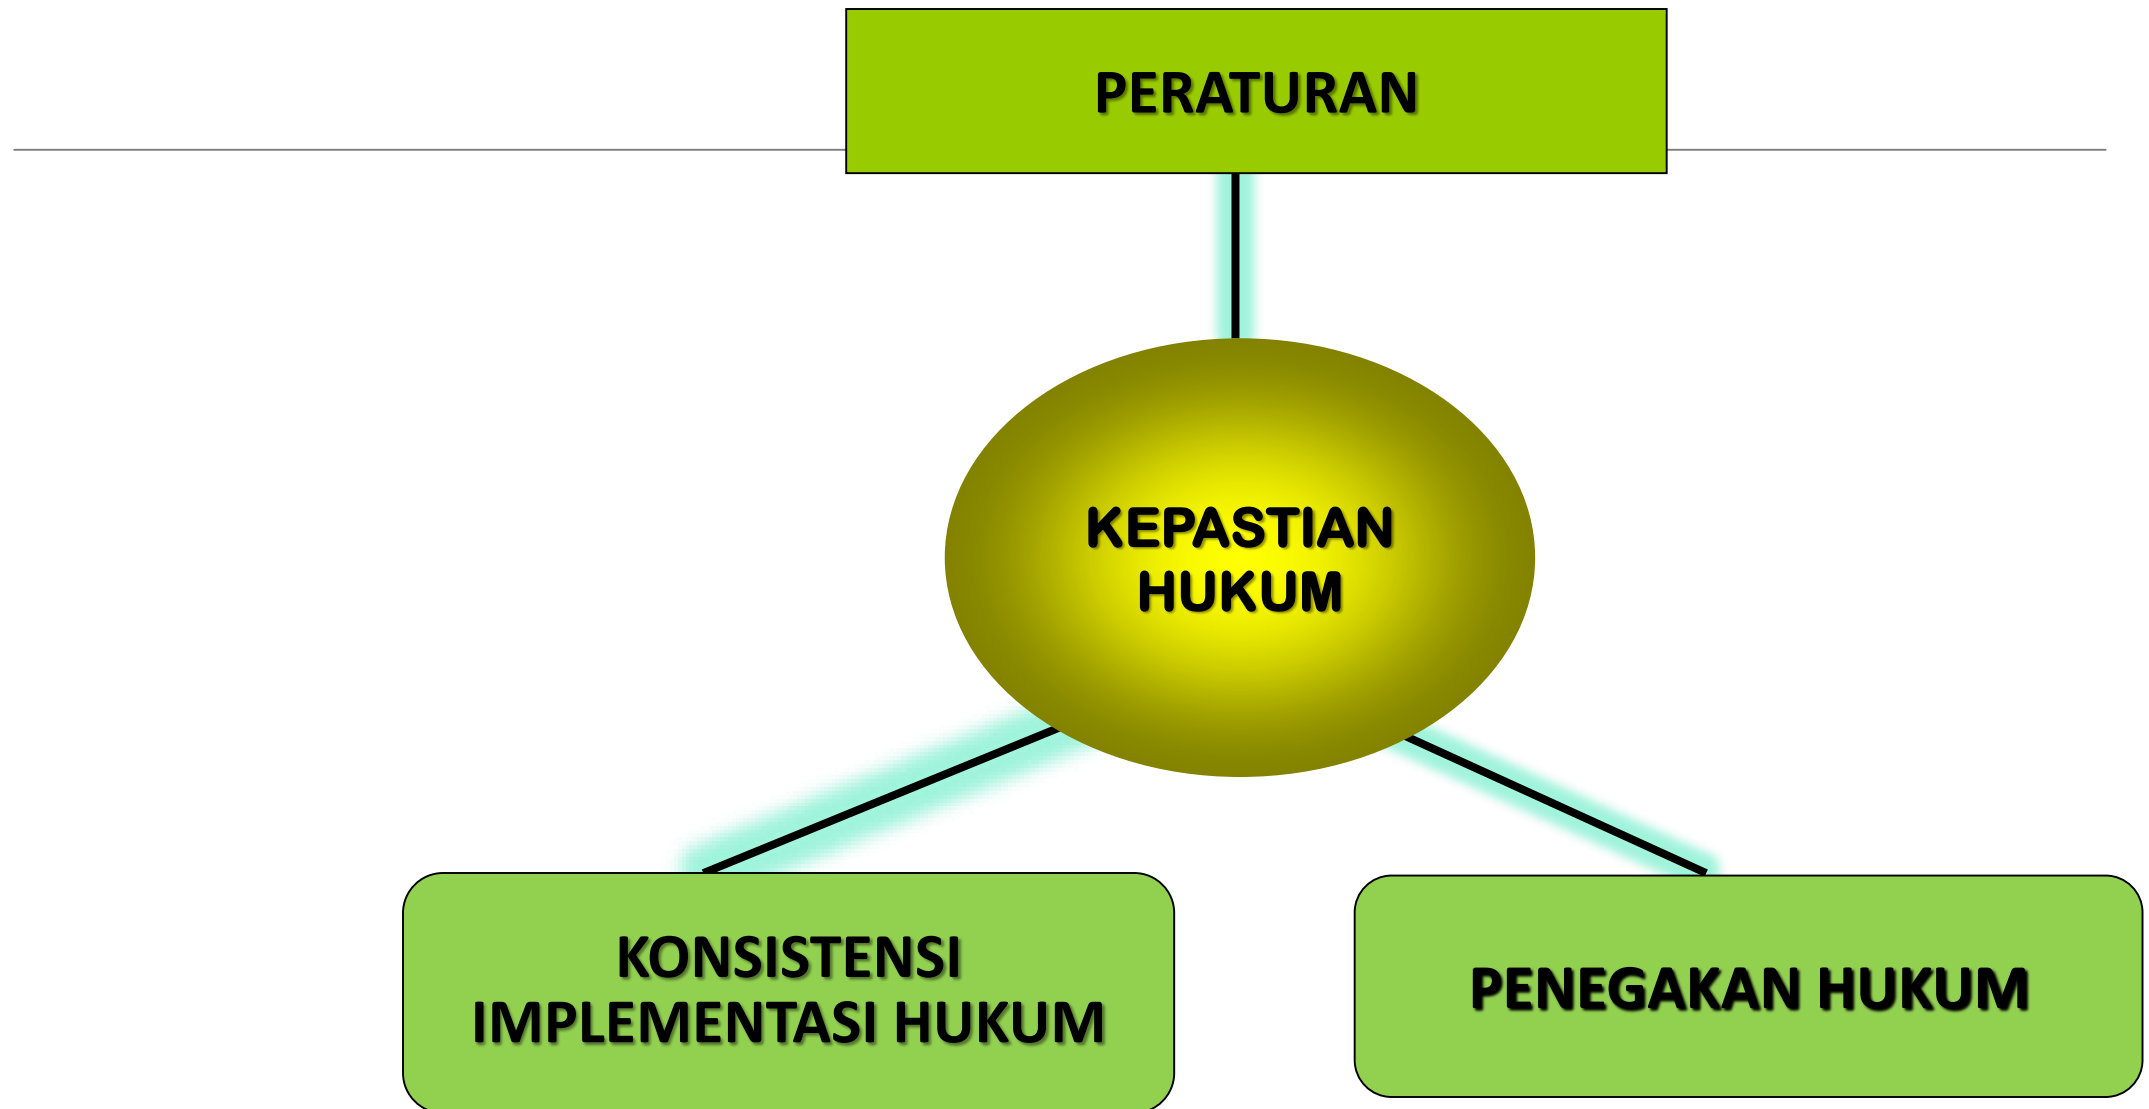 PERATURAN
KEPASTIAN
HUKUM
KONSISTENSI
IMPLEMENTASI HUKUM
PENEGAKAN HUKUM